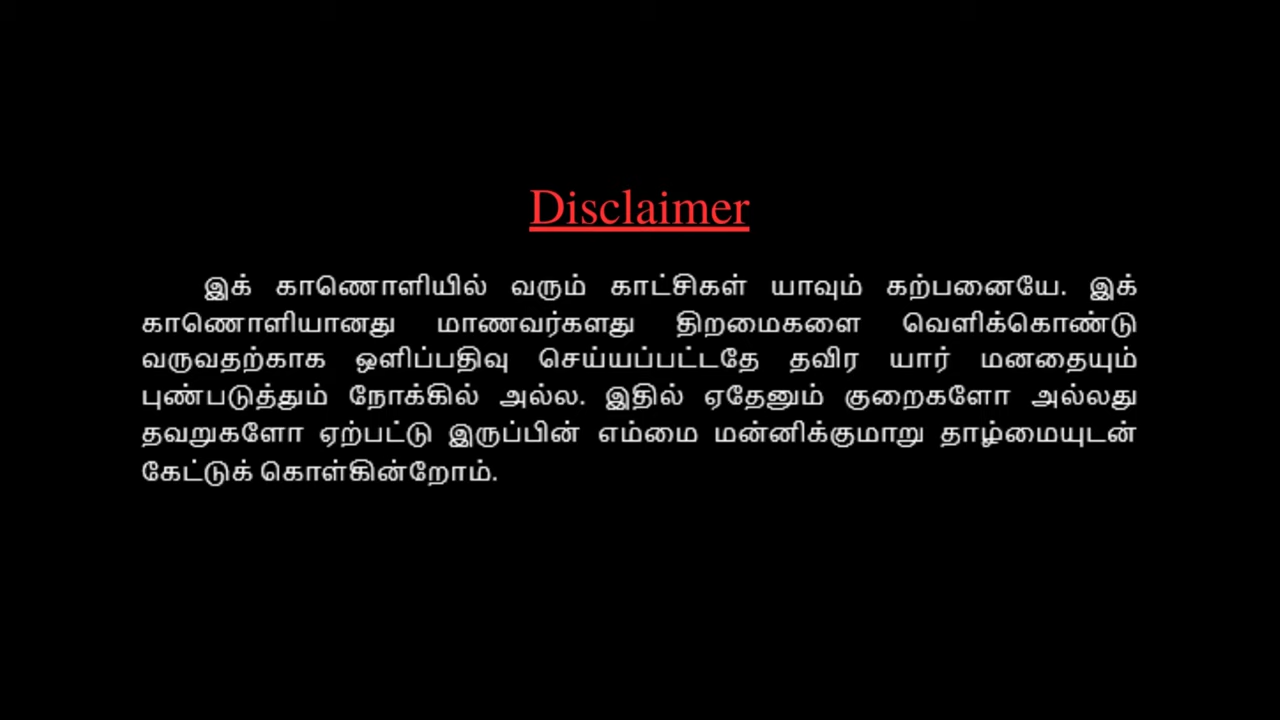 Disclaimer
இக் காணொளியில் வரும் காட்சிகள் யாவும் கற்பனையே. இக்
காணொளியானது மாணவர்களது திறமைகளை வெளிக்கொண்டு
வருவதற்காக ஒளிப்பதிவு செய்யப்பட்டதே தவிர யார் மனதையும்
புண்படுத்தும் நோக்கில் அல்ல. இதில் ஏதேனும் குறைகளோ அல்லது
தவறுகளோ ஏற்பட்டு இருப்பின் எம்மை மன்னிக்குமாறு தாழ்மையுடன்
கேட்டுக் கொள்கின்றோம்.